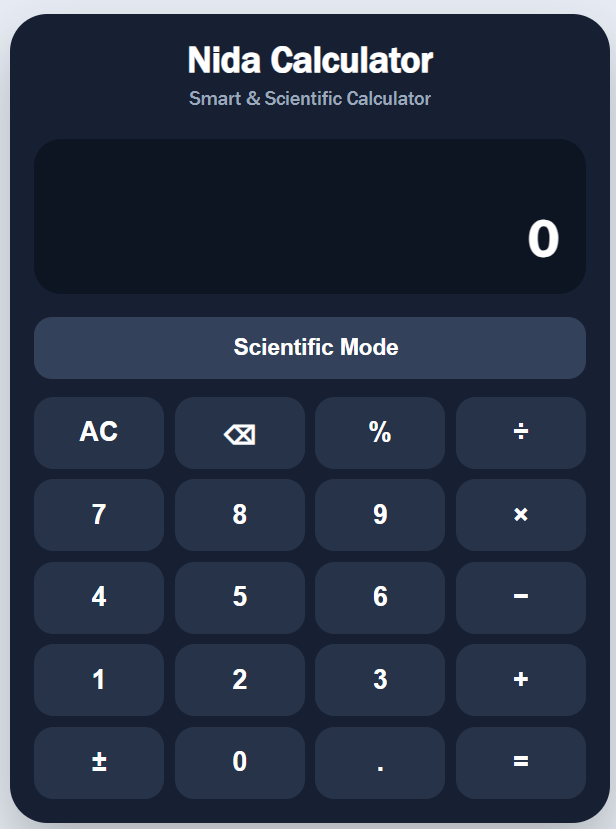 Nida Calculator
Smart & Scientific Calculator
0
Scientific Mode
AC ⌫ % ÷
7 8 9 ×
4 5 6 −
1 2 3 +
± 0 . =